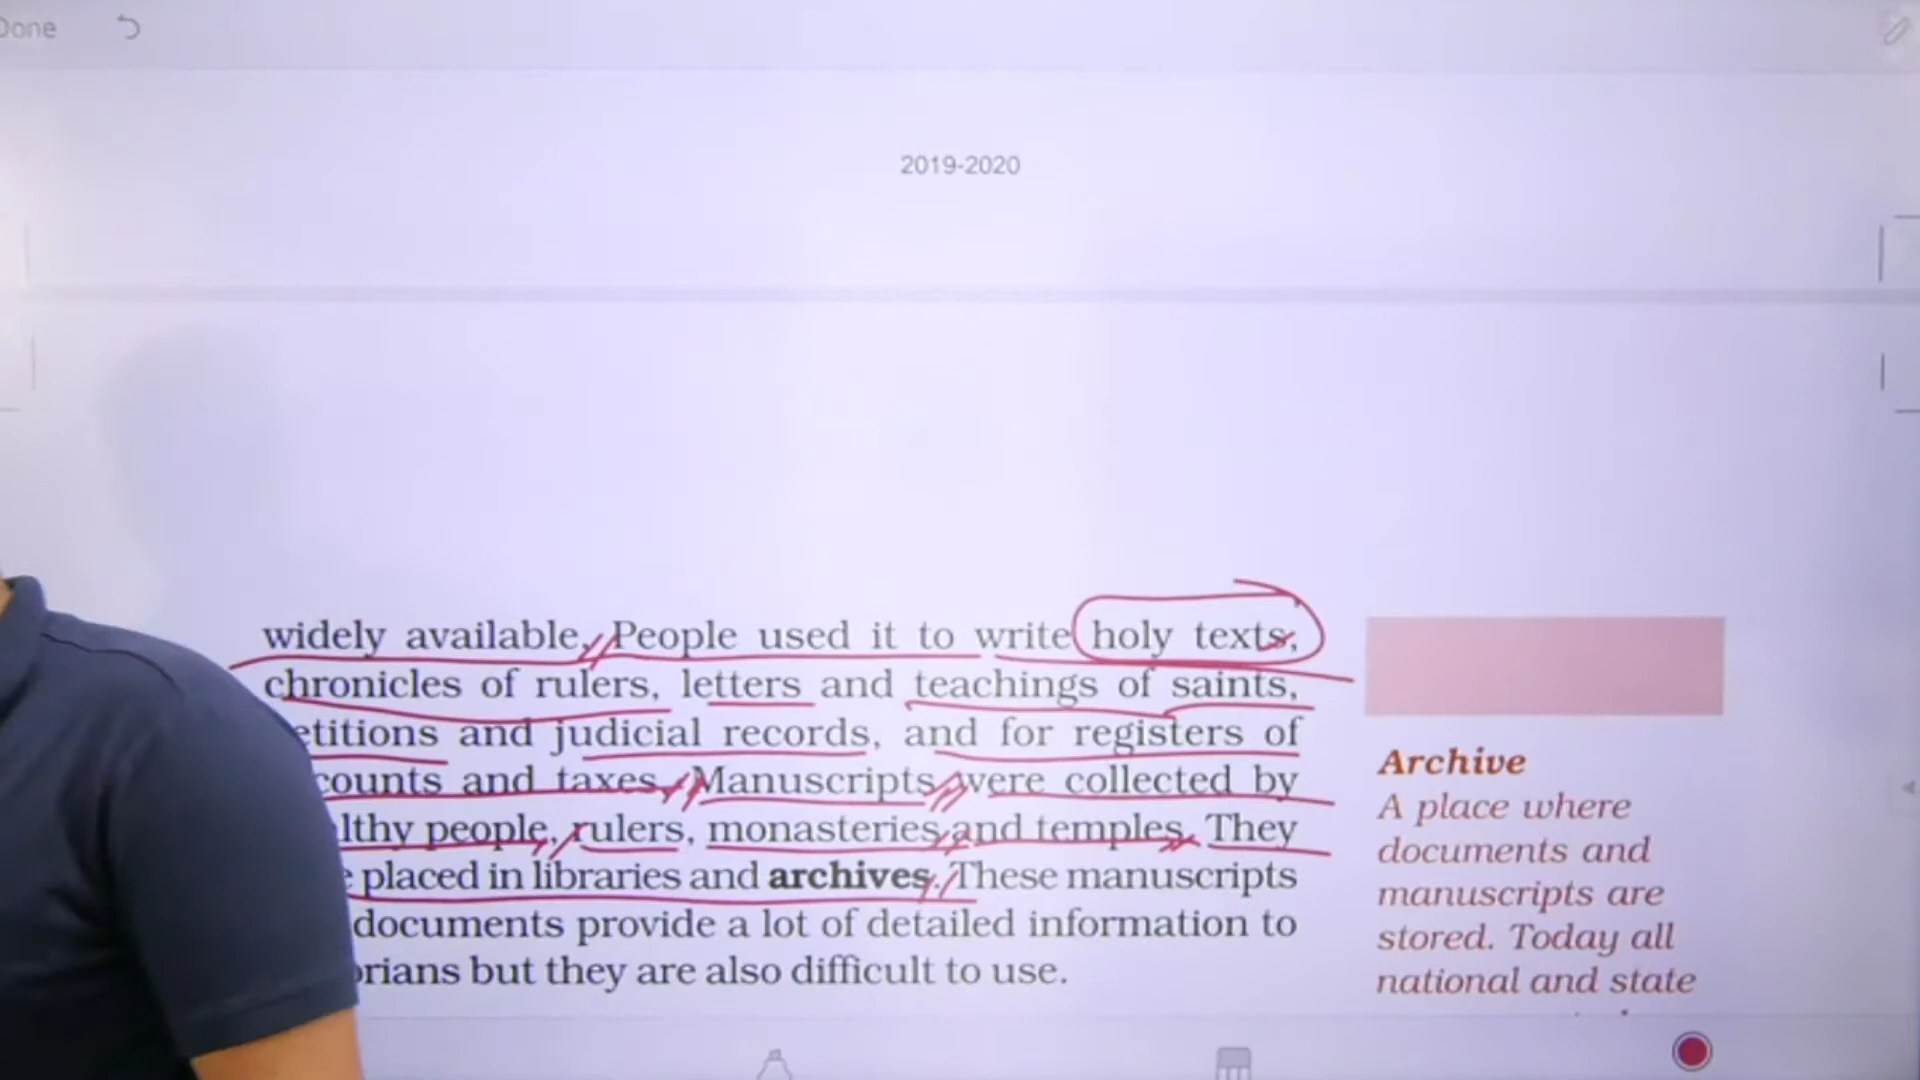 Done
2019-2020
widely available. People used it to write holy texts,
chronicles of rulers, letters and teachings of saints,
etitions and judicial records, and for registers of
counts and taxes. Manuscripts were collected by
lthy people, rulers, monasteries and temples. They
placed in libraries and archives. These manuscripts
documents provide a lot of detailed information to
orians but they are also difficult to use.
Archive
A place where
documents and
manuscripts are
stored. Today all
national and state